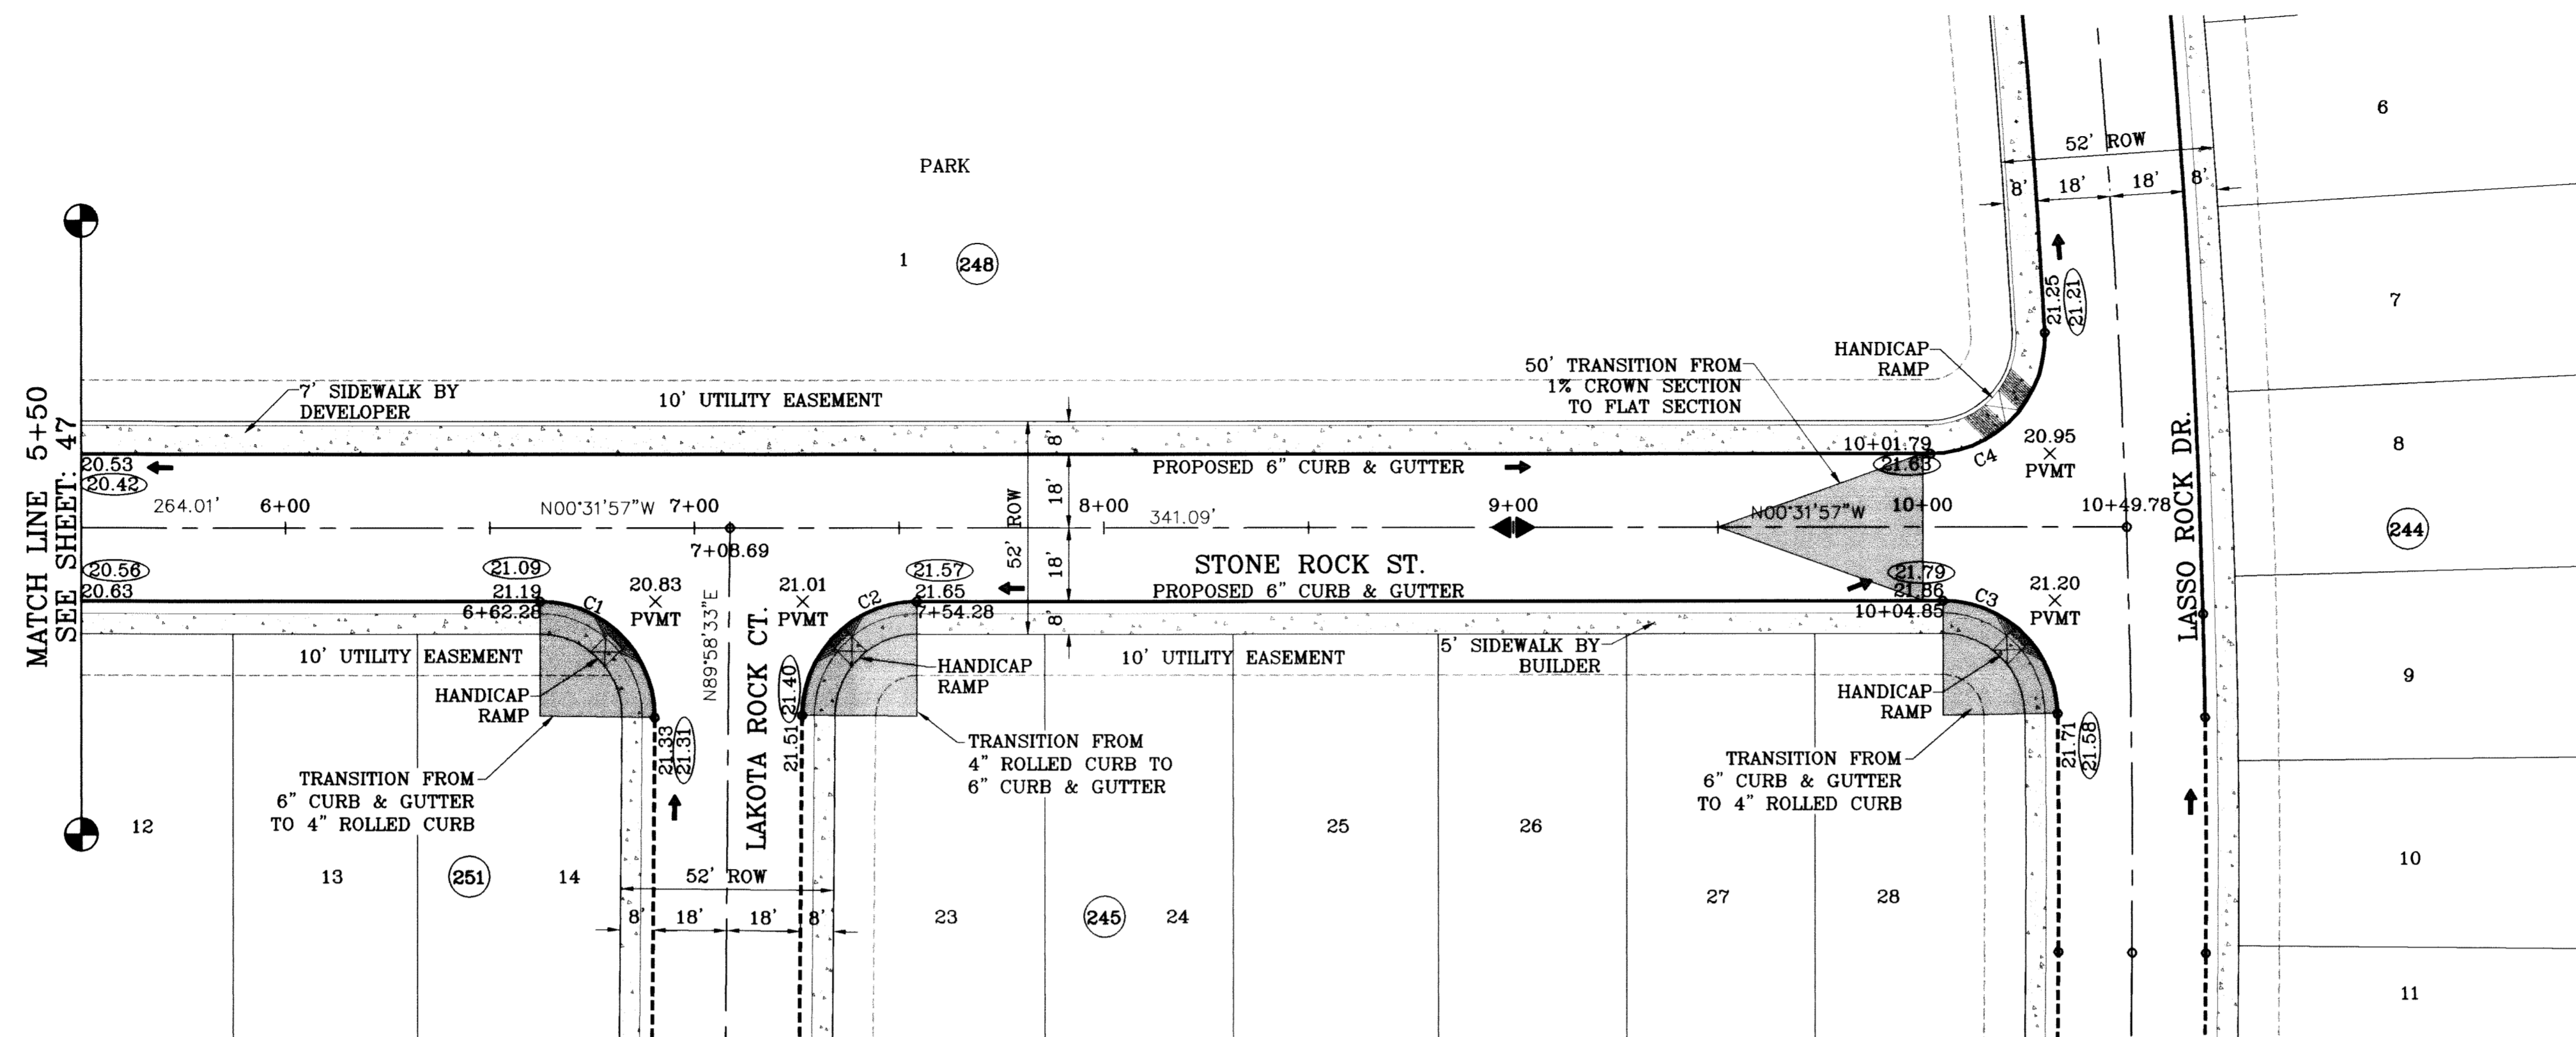 PARK
1
248
6
52' ROW
8'
18'
18'
8'
7
21.25
21.21
HANDICAP
RAMP
50' TRANSITION FROM
1% CROWN SECTION
TO FLAT SECTION
7' SIDEWALK BY
DEVELOPER
10' UTILITY EASEMENT
MATCH LINE 5+50
SEE SHEET: 47
20.53
20.42
264.01'
6+00
N00°31'57"W
7+00
7+08.69
52' ROW
8'
18'
18'
8'
8+00
341.09'
PROPOSED 6" CURB & GUTTER
9+00
10+01.79
21.63
C4
20.95
PVMT
N00°31'57"W
10+00
10+49.78
LASSO ROCK DR.
8
244
STONE ROCK ST.
PROPOSED 6" CURB & GUTTER
20.56
20.63
21.09
21.19
6+62.28
C1
20.83
PVMT
N89°58'33"E
LAKOTA ROCK CT.
21.01
PVMT
C2
21.57
21.65
7+54.28
21.79
21.86
10+04.85
C3
21.20
PVMT
10' UTILITY EASEMENT
HANDICAP
RAMP
21.33
21.31
21.40
21.51
HANDICAP
RAMP
10' UTILITY EASEMENT
5' SIDEWALK BY
BUILDER
HANDICAP
RAMP
21.71
21.58
9
TRANSITION FROM
6" CURB & GUTTER
TO 4" ROLLED CURB
TRANSITION FROM
4" ROLLED CURB TO
6" CURB & GUTTER
TRANSITION FROM
6" CURB & GUTTER
TO 4" ROLLED CURB
12
13
251
14
52' ROW
8'
18'
18'
8'
23
245
24
25
26
27
28
10
11